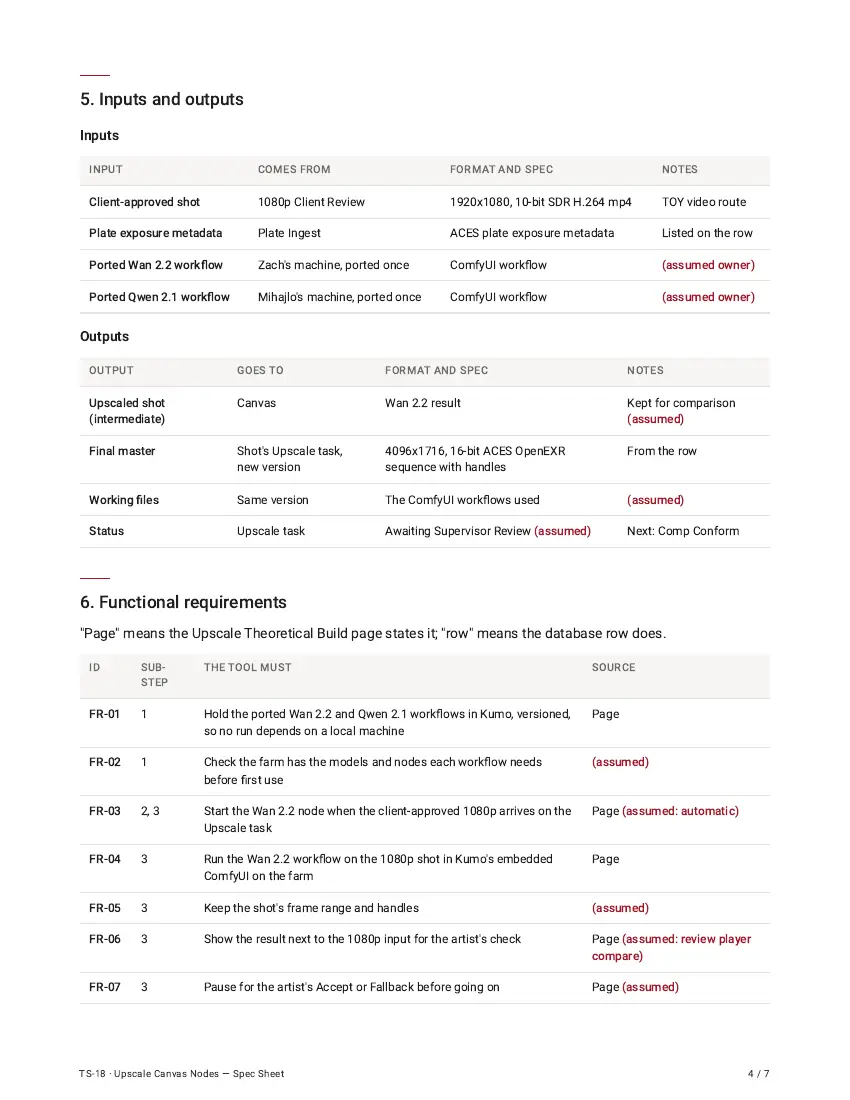 5. Inputs and outputs
Inputs
INPUT COMES FROM FORMAT AND SPEC NOTES
Client-approved shot 1080p Client Review 1920x1080, 10-bit SDR H.264 mp4 TOY video route
Plate exposure metadata Plate Ingest ACES plate exposure metadata Listed on the row
Ported Wan 2.2 workflow Zach's machine, ported once ComfyUI workflow (assumed owner)
Ported Qwen 2.1 workflow Mihajlo's machine, ported once ComfyUI workflow (assumed owner)
Outputs
OUTPUT GOES TO FORMAT AND SPEC NOTES
Upscaled shot Canvas Wan 2.2 result Kept for comparison
(intermediate) (assumed)
Final master Shot's Upscale task, 4096x1716, 16-bit ACES OpenEXR From the row
new version sequence with handles
Working files Same version The ComfyUI workflows used (assumed)
Status Upscale task Awaiting Supervisor Review (assumed) Next: Comp Conform
6. Functional requirements
"Page" means the Upscale Theoretical Build page states it; "row" means the database row does.
ID SUB- THE TOOL MUST SOURCE
STEP
FR-01 1 Hold the ported Wan 2.2 and Qwen 2.1 workflows in Kumo, versioned, Page
so no run depends on a local machine
FR-02 1 Check the farm has the models and nodes each workflow needs (assumed)
before first use
FR-03 2, 3 Start the Wan 2.2 node when the client-approved 1080p arrives on the Page (assumed: automatic)
Upscale task
FR-04 3 Run the Wan 2.2 workflow on the 1080p shot in Kumo's embedded Page
ComfyUI on the farm
FR-05 3 Keep the shot's frame range and handles (assumed)
FR-06 3 Show the result next to the 1080p input for the artist's check Page (assumed: review player
compare)
FR-07 3 Pause for the artist's Accept or Fallback before going on Page (assumed)
TS-18 · Upscale Canvas Nodes — Spec Sheet 4 / 7